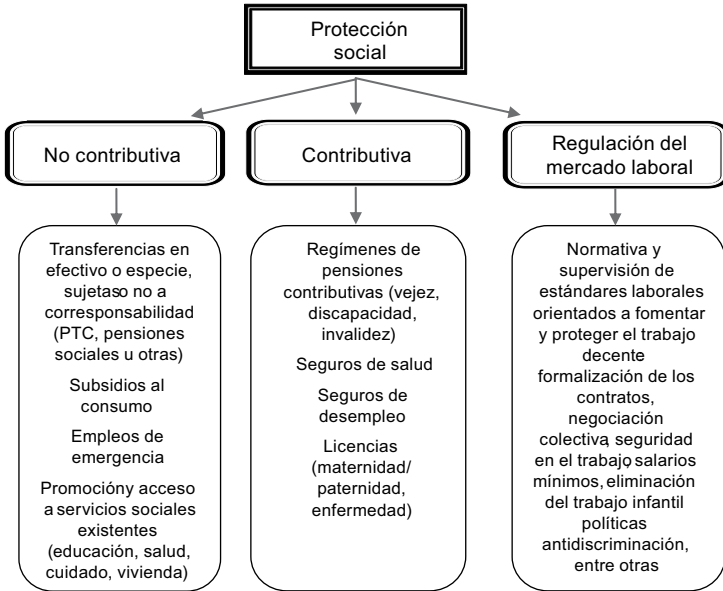 Protección
social
No contributiva
Contributiva
Regulación del
mercado laboral
Transferencias en
efectivo o especie,
sujetaso no a
corresponsabilidad
(PTC, pensiones
sociales u otras)
Subsidios al
consumo
Empleos de
emergencia
Promocióny acceso
a servicios sociales
existentes
(educación, salud,
cuidado, vivienda)
Regímenes de
pensiones
contributivas (vejez,
discapacidad,
invalidez)
Seguros de salud
Seguros de
desempleo
Licencias
(maternidad/
paternidad,
enfermedad)
Normativa y
supervisión de
estándares laborales
orientados a fomentar
y proteger el trabajo
decente
formalización de los
contratos,
negociación
colectiva, seguridad
en el trabajo, salarios
mínimos, eliminación
del trabajo infantil
políticas
antidiscriminación,
entre otras